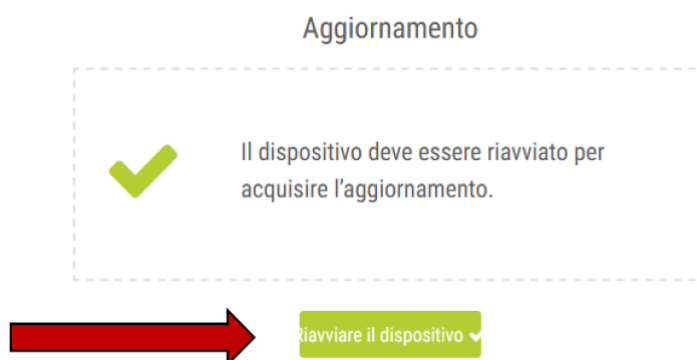 Aggiornamento
Il dispositivo deve essere riavviato per
acquisire l'aggiornamento.
Riavviare il dispositivo